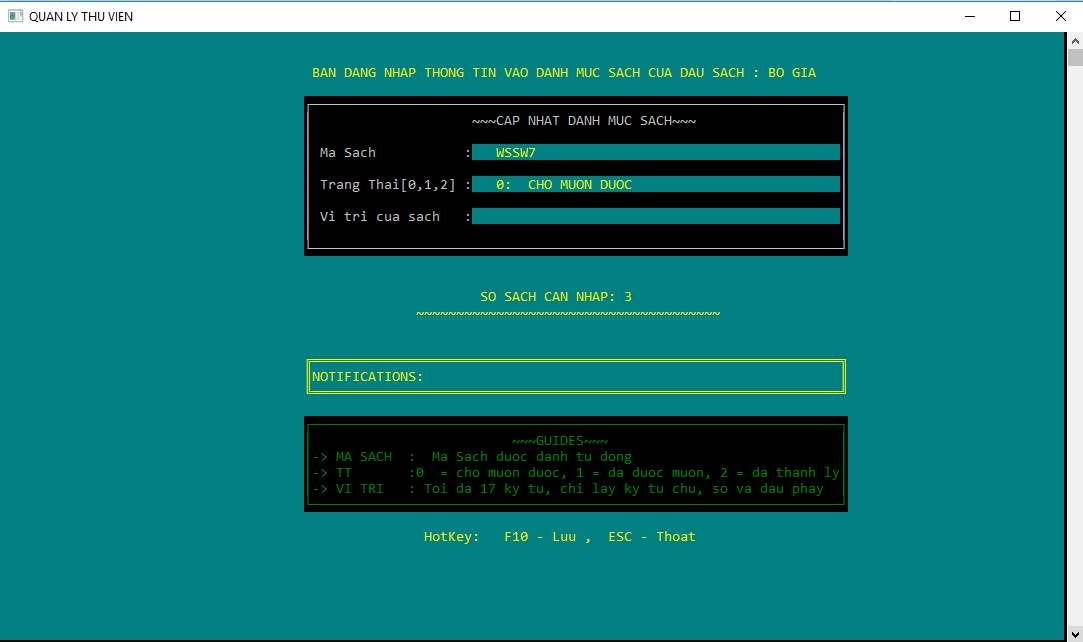 QUAN LY THU VIEN
BAN DANG NHAP THONG TIN VAO DANH MUC SACH CUA DAU SACH : BO GIA
~~~CAP NHAT DANH MUC SACH~~~
Ma Sach : WSSW7
Trang Thai[0,1,2] : 0: CHO MUON DUOC
Vi tri cua sach :
SO SACH CAN NHAP: 3
~~~~~~~~~~~~~~~~~~~~~~~~~~~~~~~~~~~~~~
NOTIFICATIONS:
~~~GUIDES~~~
-> MA SACH : Ma Sach duoc danh tu dong
-> TT :0 = cho muon duoc, 1 = da duoc muon, 2 = da thanh ly
-> VI TRI : Toi da 17 ky tu, chi lay ky tu chu, so va dau phay
HotKey: F10 - Luu , ESC - Thoat